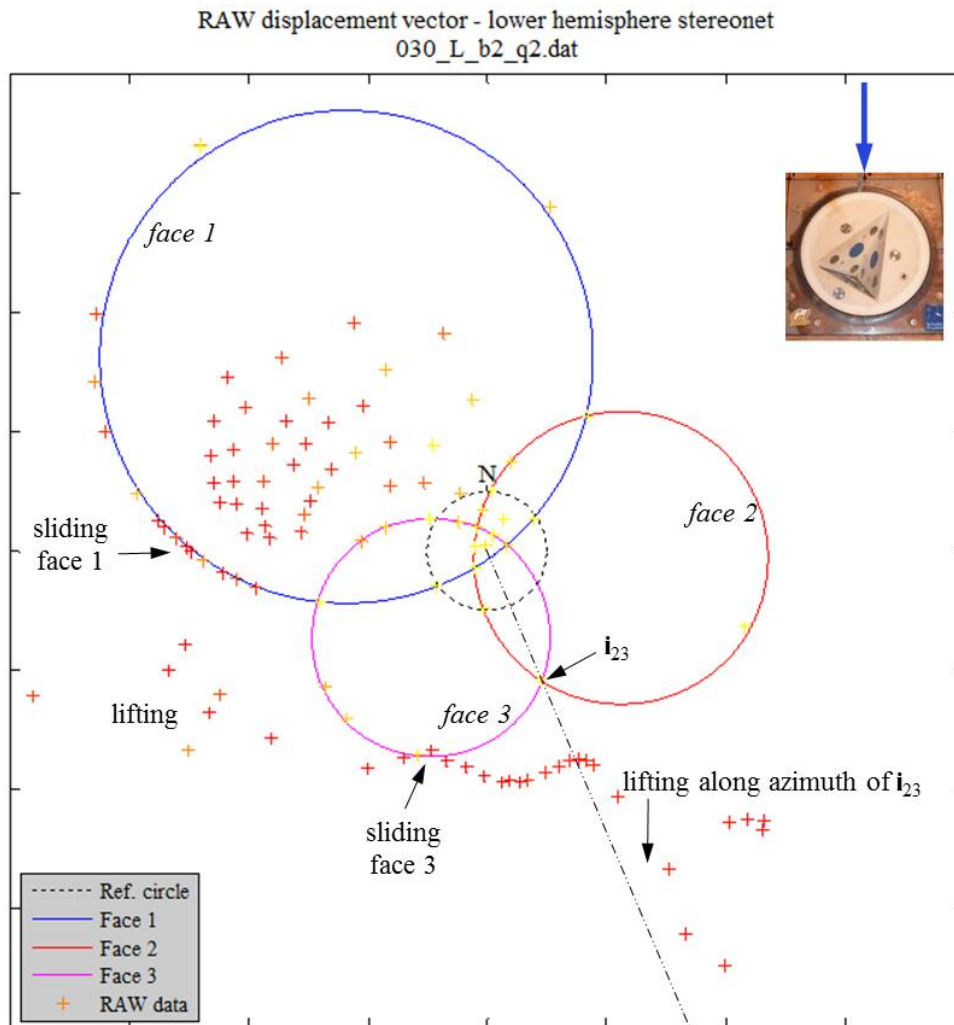 RAW displacement vector - lower hemisphere stereonet
030_L_b2_q2.dat
face 1
N
face 2
sliding
face 1
i23
lifting
face 3
lifting along azimuth of i23
sliding
face 3
Ref. circle
Face 1
Face 2
Face 3
RAW data